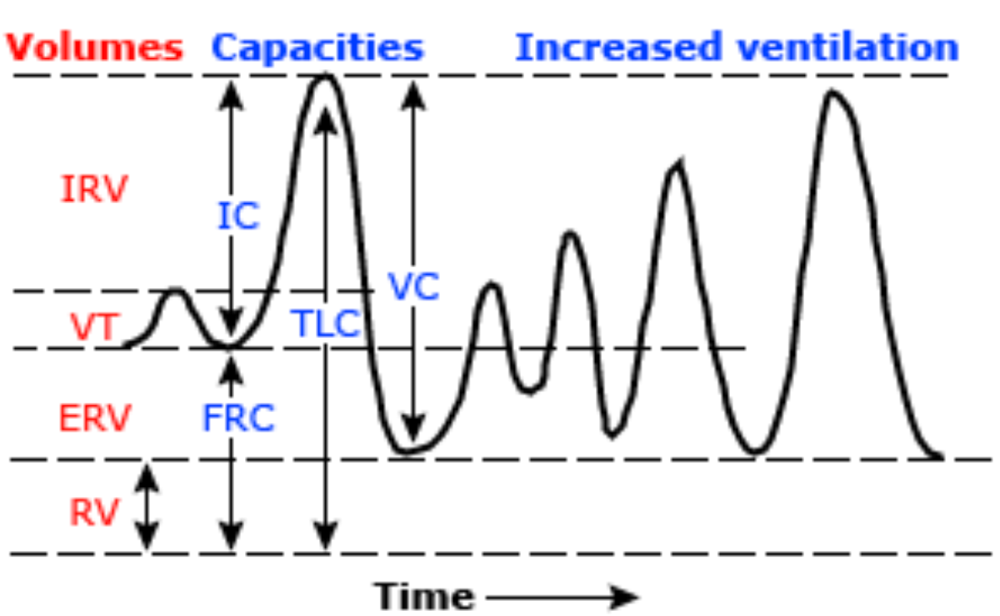 Volumes Capacities Increased ventilation
IRV
IC
VC
VT
TLC
ERV
FRC
RV
Time